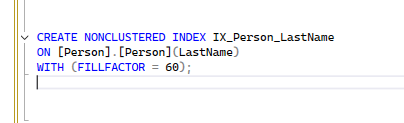 CREATE NONCLUSTERED INDEX IX_Person_LastName
ON [Person].[Person](LastName)
WITH (FILLFACTOR = 60);